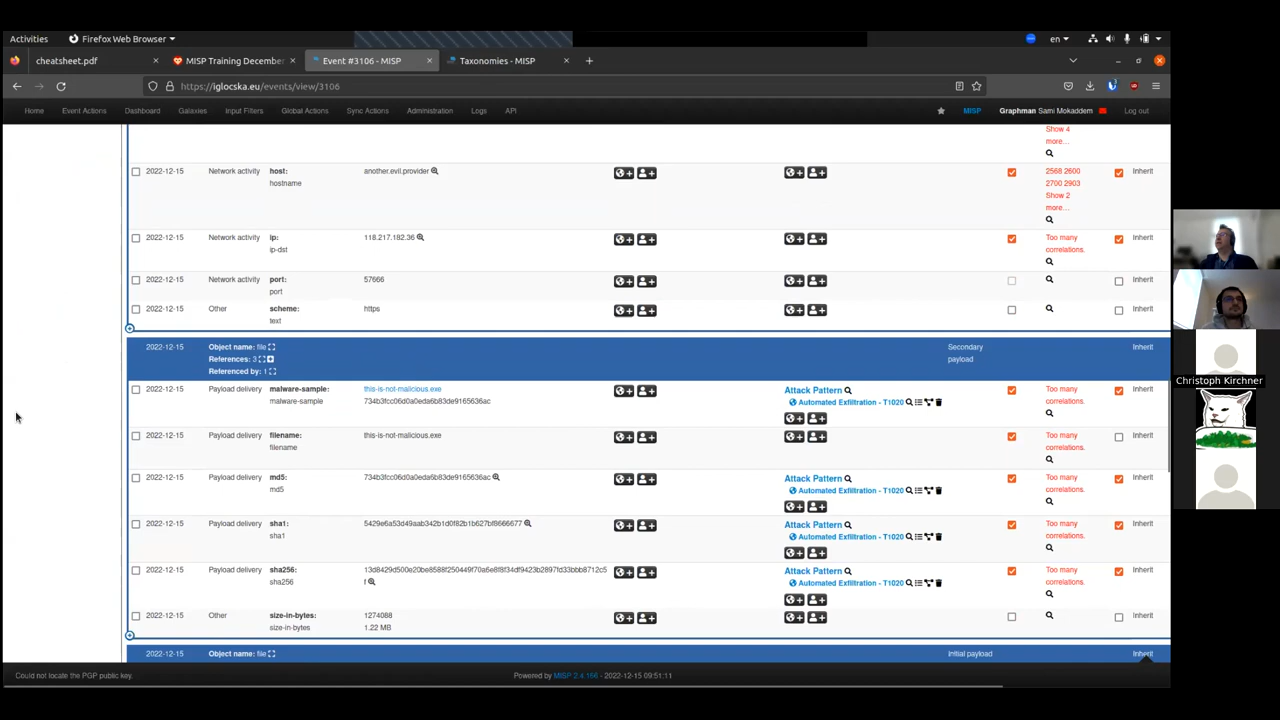 Activities Firefox Web Browser en
cheatsheet.pdf × MISP Training December × Event #3106 - MISP × Taxonomies - MISP ×
https://iglocska.eu/events/view/3106
Home Event Actions Dashboard Galaxies Input Filters Global Actions Sync Actions Administration Logs API MISP Graphman Sami Mokaddem Log out
Show 4
more...
2022-12-15 Network activity host: another.evil.provider 2568 2600 Inherit
hostname 2700 2903
Show 2
more...
2022-12-15 Network activity ip: 118.217.182.36 Too many Inherit
ip-dst correlations.
2022-12-15 Network activity port: 57666 Inherit
port
2022-12-15 Other scheme: https Inherit
text
2022-12-15 Object name: file Secondary Inherit
References: 3 payload
Referenced by: 1
2022-12-15 Payload delivery malware-sample: this-is-not-malicious.exe Attack Pattern Too many Inherit
malware-sample 734b3fcc06d0a0eda6b83de9165636ac Automated Exfiltration - T1020 correlations.
2022-12-15 Payload delivery filename: this-is-not-malicious.exe Too many Inherit
filename correlations.
2022-12-15 Payload delivery md5: 734b3fcc06d0a0eda6b83de9165636ac Attack Pattern Too many Inherit
md5 Automated Exfiltration - T1020 correlations.
2022-12-15 Payload delivery sha1: 5429e6a53d49aab342b1d0f82b1b627bf8666677 Attack Pattern Too many Inherit
sha1 Automated Exfiltration - T1020 correlations.
2022-12-15 Payload delivery sha256: Attack Pattern Too many Inherit
sha256 Automated Exfiltration - T1020 correlations.
2022-12-15 Other size-in-bytes: 1274088 Inherit
size-in-bytes 1.22 MB
2022-12-15 Object name: file Initial payload Inherit
Could not locate the PGP public key. Powered by MISP 2.4.166 - 2022-12-15 09:51:11
Christoph Kirchner